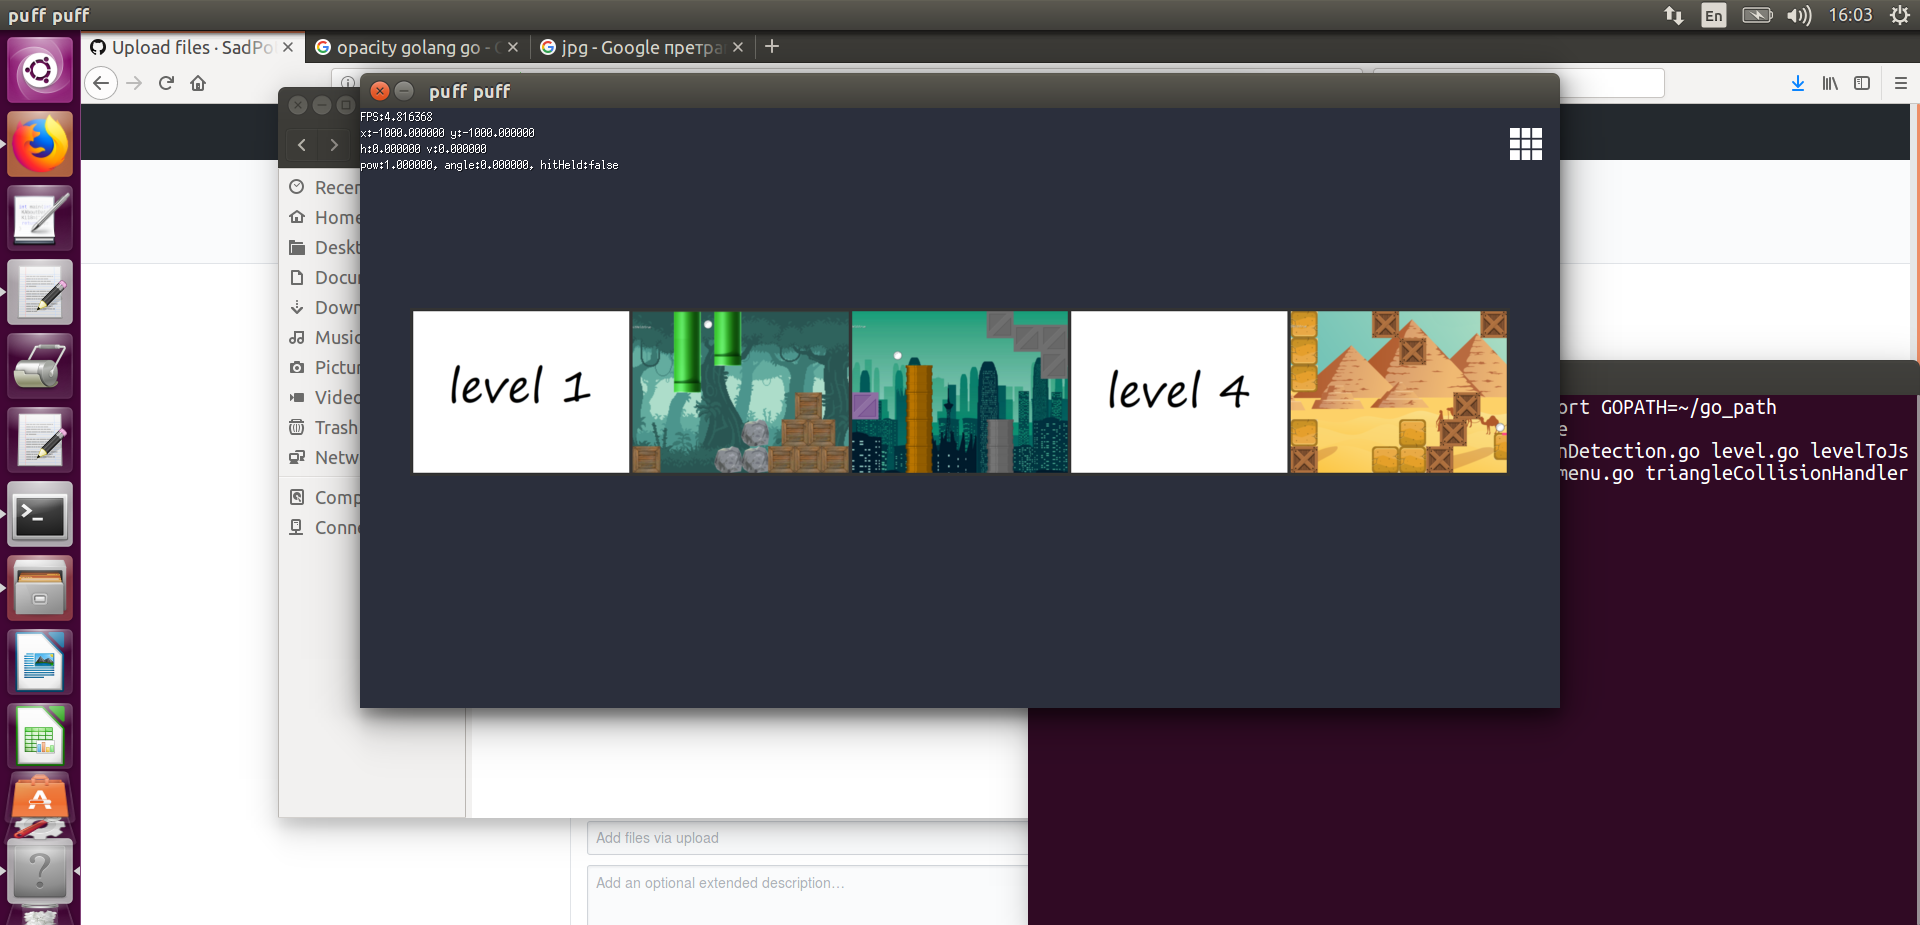 puff puff
En
16:03
Upload files · SadPo
opacity golang go - 
jpg - Google претра
puff puff
FPS:4.816368
x:-1000.000000 y:-1000.000000
h:0.000000 v:0.000000
pow:1.000000, angle:0.000000, hitHeld:false
Recen
Home
Deskt
Docu
Down
Music
Pictur
Video
Trash
Netw
Comp
Conne
level 1
level 4
ort GOPATH=~/go_path
e
nDetection.go level.go levelToJs
menu.go triangleCollisionHandler
Add files via upload
Add an optional extended description…